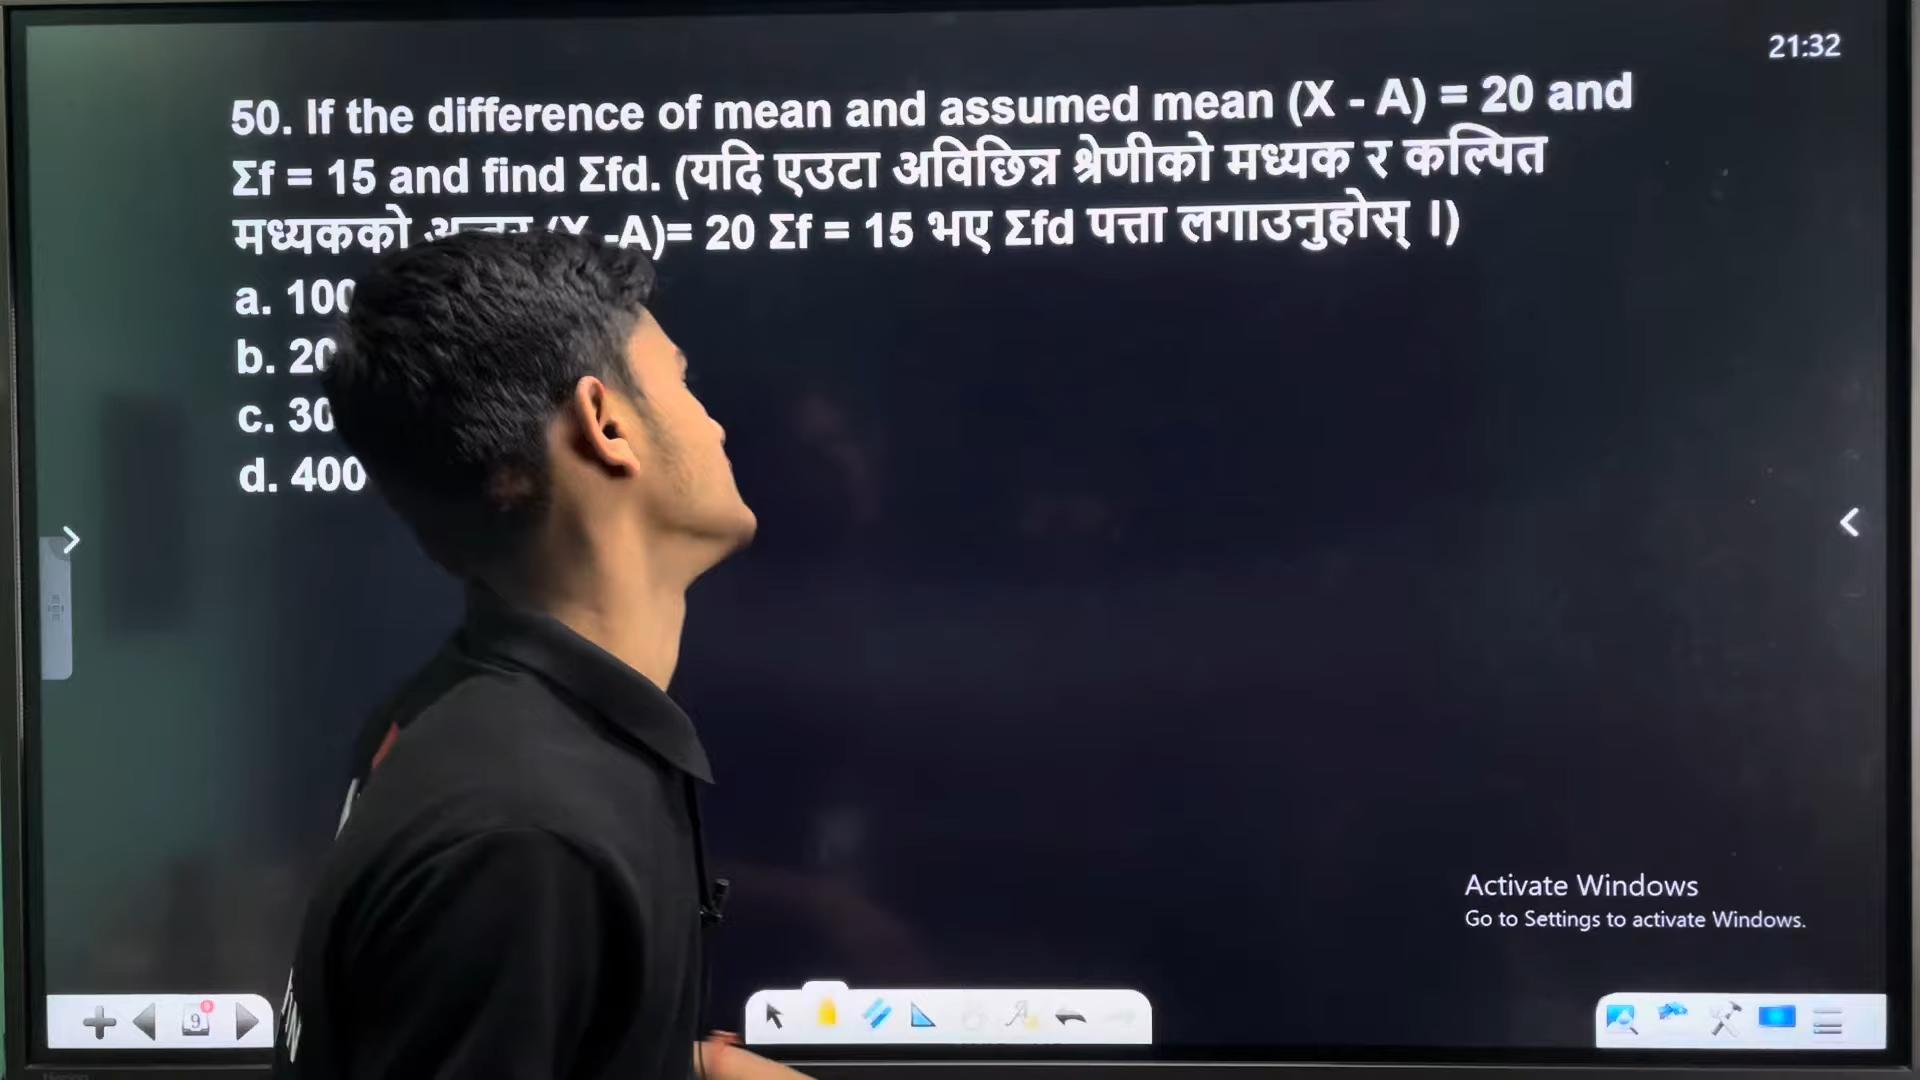 21:32
50. If the difference of mean and assumed mean (X - A) = 20 and
Σf = 15 and find Σfd. (यदि एउटा अविछिन्न श्रेणीको मध्यक र कल्पित
मध्यकको -A)= 20 Σf = 15 भए Σfd पत्ता लगाउनुहोस् ।)
a. 100
b. 20
c. 30
d. 400
Activate Windows
Go to Settings to activate Windows.
9